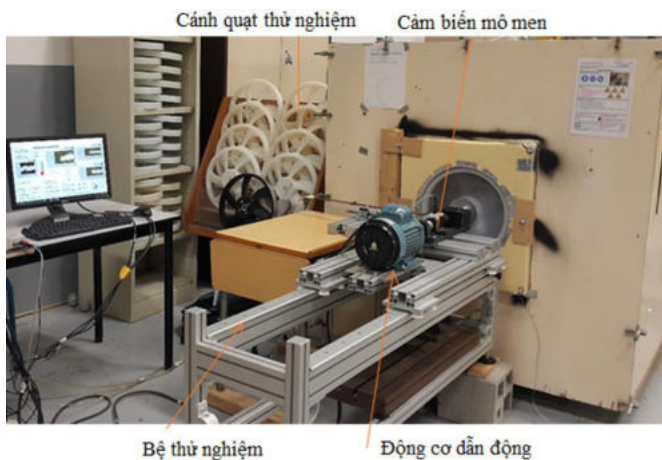 Cánh quạt thử nghiệm
Cảm biến mô men
Bệ thử nghiệm
Động cơ dẫn động